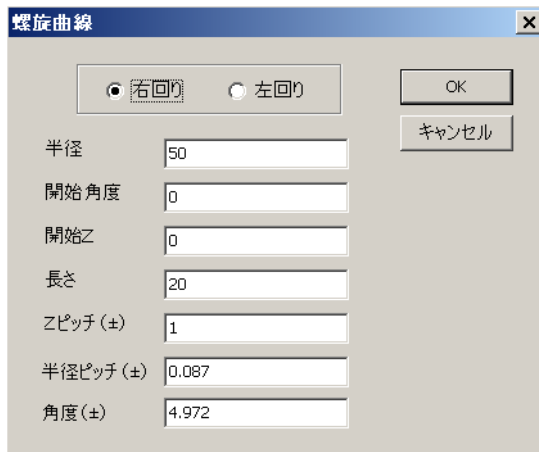 螺旋曲線
右回り 左回り
OK
キャンセル
半径 50
開始角度 0
開始Z 0
長さ 20
Zピッチ(±) 1
半径ピッチ(±) 0.087
角度(±) 4.972